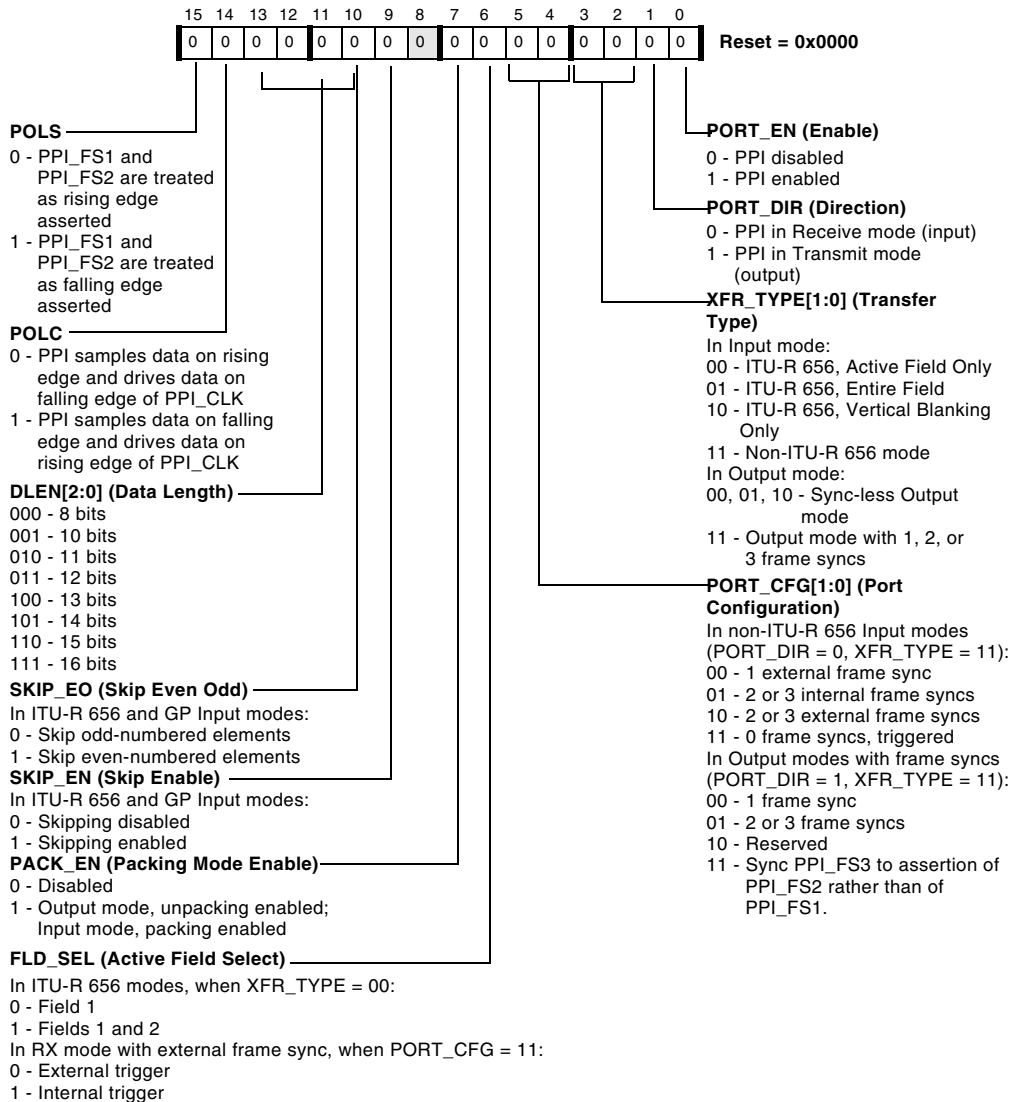 15 14 13 12 11 10 9 8 7 6 5 4 3 2 1 0
0 0 0 0 0 0 0 0 0 0 0 0 0 0 0 0 Reset = 0x0000
POLS
0 - PPI_FS1 and
PPI_FS2 are treated
as rising edge
asserted
1 - PPI_FS1 and
PPI_FS2 are treated
as falling edge
asserted
POLC
0 - PPI samples data on rising
edge and drives data on
falling edge of PPI_CLK
1 - PPI samples data on falling
edge and drives data on
rising edge of PPI_CLK
DLEN[2:0] (Data Length)
000 - 8 bits
001 - 10 bits
010 - 11 bits
011 - 12 bits
100 - 13 bits
101 - 14 bits
110 - 15 bits
111 - 16 bits
SKIP_EO (Skip Even Odd)
In ITU-R 656 and GP Input modes:
0 - Skip odd-numbered elements
1 - Skip even-numbered elements
SKIP_EN (Skip Enable)
In ITU-R 656 and GP Input modes:
0 - Skipping disabled
1 - Skipping enabled
PACK_EN (Packing Mode Enable)
0 - Disabled
1 - Output mode, unpacking enabled;
Input mode, packing enabled
FLD_SEL (Active Field Select)
In ITU-R 656 modes, when XFR_TYPE = 00:
0 - Field 1
1 - Fields 1 and 2
In RX mode with external frame sync, when PORT_CFG = 11:
0 - External trigger
1 - Internal trigger
PORT_EN (Enable)
0 - PPI disabled
1 - PPI enabled
PORT_DIR (Direction)
0 - PPI in Receive mode (input)
1 - PPI in Transmit mode
(output)
XFR_TYPE[1:0] (Transfer
Type)
In Input mode:
00 - ITU-R 656, Active Field Only
01 - ITU-R 656, Entire Field
10 - ITU-R 656, Vertical Blanking
Only
11 - Non-ITU-R 656 mode
In Output mode:
00, 01, 10 - Sync-less Output
mode
11 - Output mode with 1, 2, or
3 frame syncs
PORT_CFG[1:0] (Port
Configuration)
In non-ITU-R 656 Input modes
(PORT_DIR = 0, XFR_TYPE = 11):
00 - 1 external frame sync
01 - 2 or 3 internal frame syncs
10 - 2 or 3 external frame syncs
11 - 0 frame syncs, triggered
In Output modes with frame syncs
(PORT_DIR = 1, XFR_TYPE = 11):
00 - 1 frame sync
01 - 2 or 3 frame syncs
10 - Reserved
11 - Sync PPI_FS3 to assertion of
PPI_FS2 rather than of
PPI_FS1.